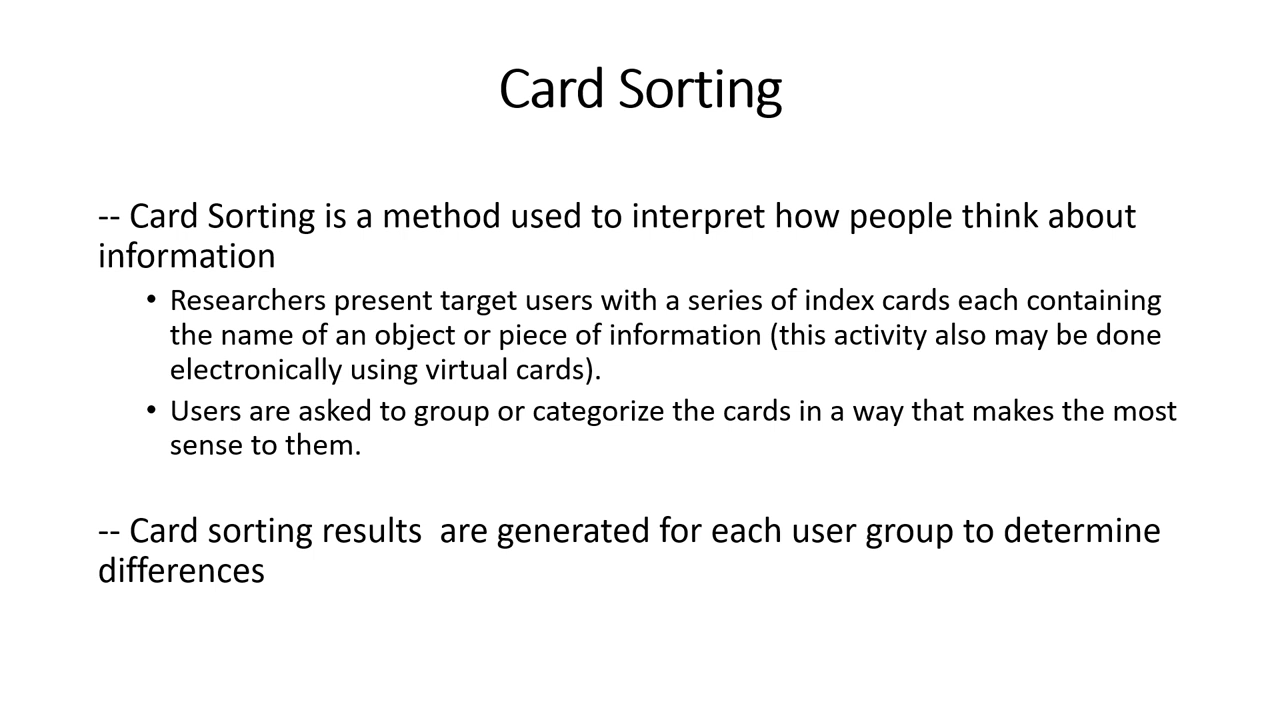 Card Sorting
-- Card Sorting is a method used to interpret how people think about
information
• Researchers present target users with a series of index cards each containing
the name of an object or piece of information (this activity also may be done
electronically using virtual cards).
• Users are asked to group or categorize the cards in a way that makes the most
sense to them.
-- Card sorting results  are generated for each user group to determine
differences